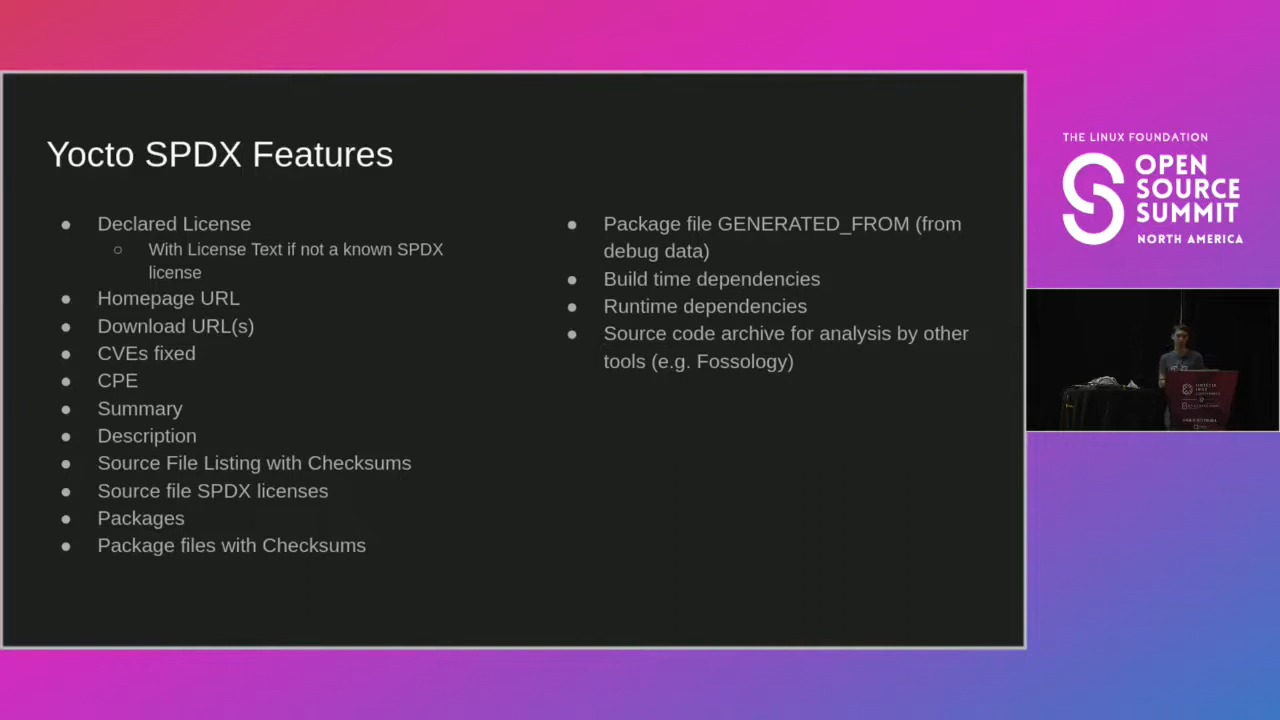 Yocto SPDX Features
● Declared License
○ With License Text if not a known SPDX
license
● Homepage URL
● Download URL(s)
● CVEs fixed
● CPE
● Summary
● Description
● Source File Listing with Checksums
● Source file SPDX licenses
● Packages
● Package files with Checksums
● Package file GENERATED_FROM (from
debug data)
● Build time dependencies
● Runtime dependencies
● Source code archive for analysis by other
tools (e.g. Fossology)
THE LINUX FOUNDATION
OPEN
SOURCE
SUMMIT
NORTH AMERICA